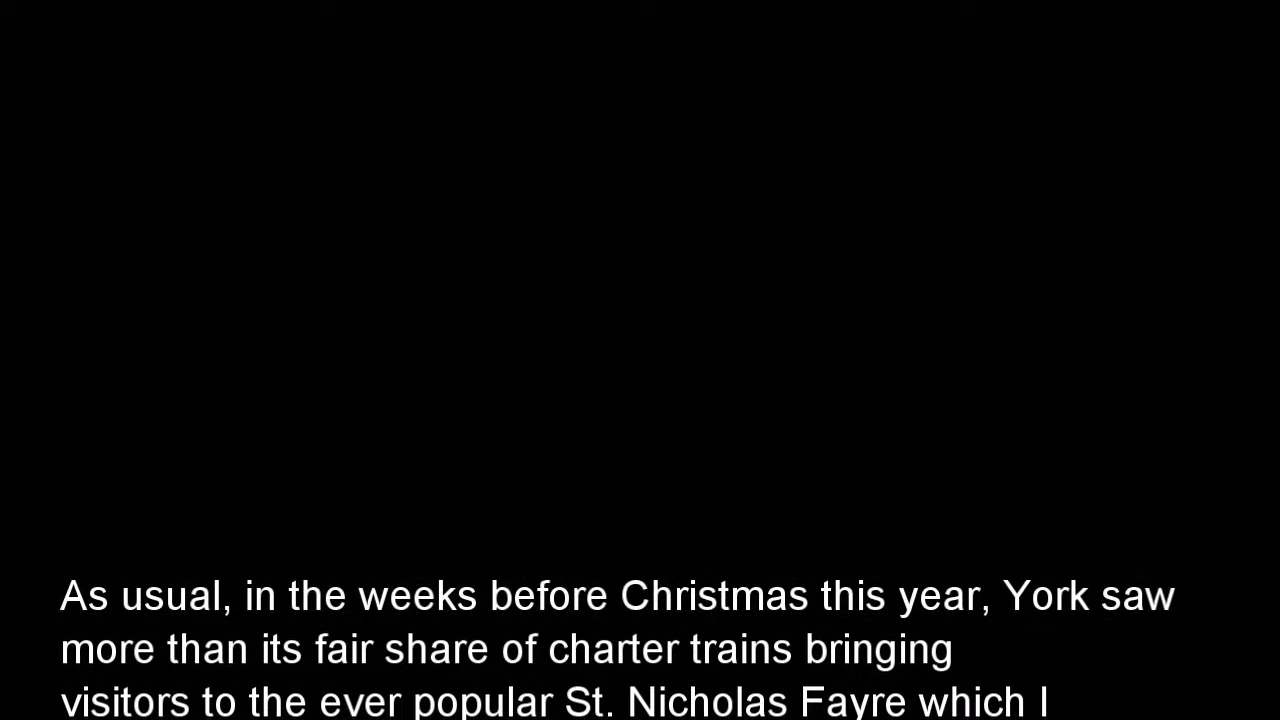 As usual, in the weeks before Christmas this year, York saw
more than its fair share of charter trains bringing
visitors to the ever popular St. Nicholas Fayre which I